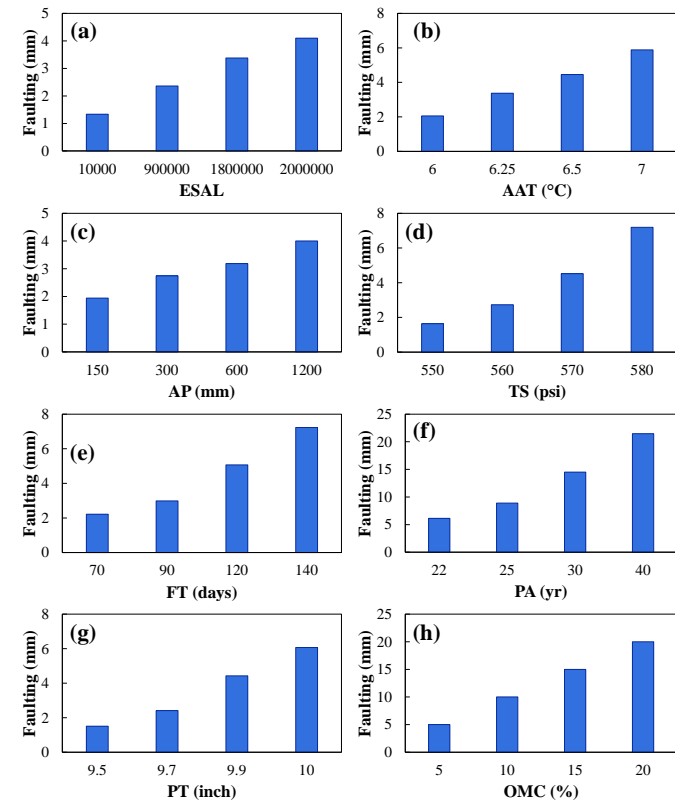 (a)
Faulting (mm)
5
4
3
2
1
0
10000 900000 1800000 2000000
ESAL
(b)
Faulting (mm)
8
6
4
2
0
6 6.25 6.5 7
AAT (°C)
(c)
Faulting (mm)
5
4
3
2
1
0
150 300 600 1200
AP (mm)
(d)
Faulting (mm)
8
6
4
2
0
550 560 570 580
TS (psi)
(e)
Faulting (mm)
8
6
4
2
0
70 90 120 140
FT (days)
(f)
Faulting (mm)
25
20
15
10
5
0
22 25 30 40
PA (yr)
(g)
Faulting (mm)
8
6
4
2
0
9.5 9.7 9.9 10
PT (inch)
(h)
Faulting (mm)
25
20
15
10
5
0
5 10 15 20
OMC (%)